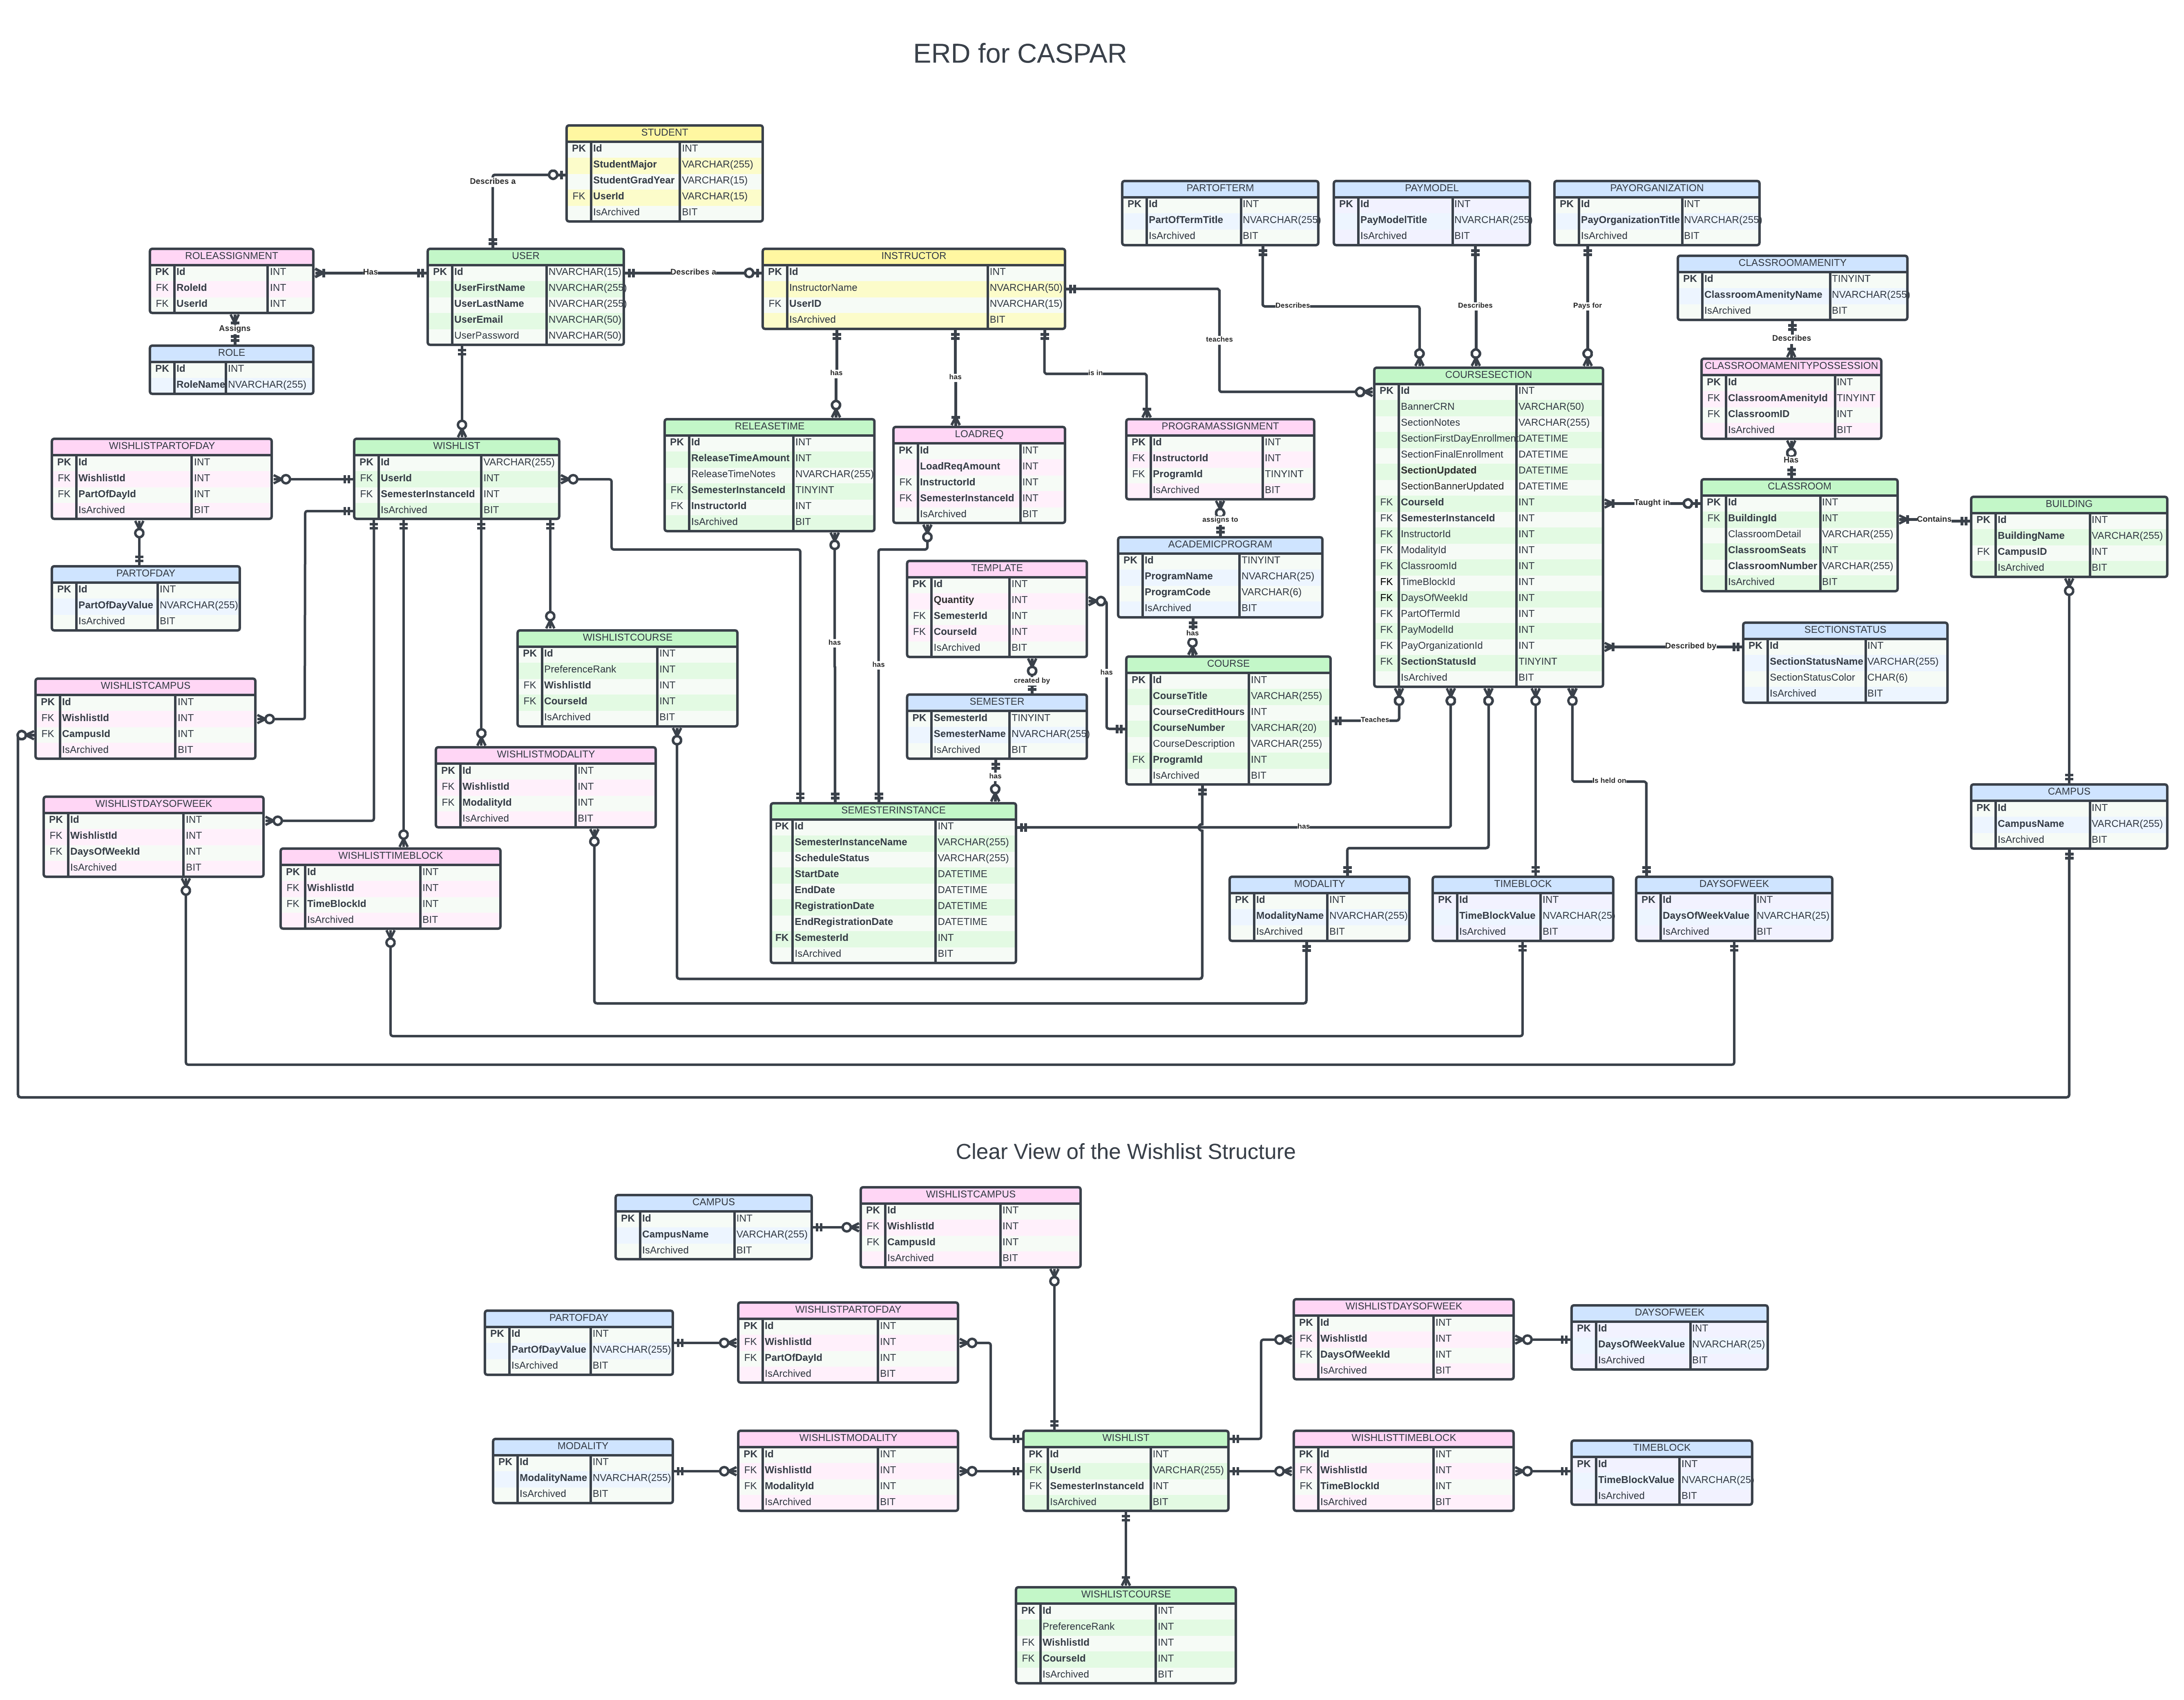 ERD for CASPAR
STUDENT
PK Id INT
StudentMajor VARCHAR(255)
StudentGradYear VARCHAR(15)
FK UserId VARCHAR(15)
IsArchived BIT
Describes a
PARTOFTERM
PK Id INT
PartOfTermTitle NVARCHAR(255)
IsArchived BIT
PAYMODEL
PK Id INT
PayModelTitle NVARCHAR(255)
IsArchived BIT
PAYORGANIZATION
PK Id INT
PayOrganizationTitle NVARCHAR(255)
IsArchived BIT
ROLEASSIGNMENT
PK Id INT
FK RoleId INT
FK UserId INT
Has
USER
PK Id NVARCHAR(15)
UserFirstName NVARCHAR(255)
UserLastName NVARCHAR(255)
UserEmail NVARCHAR(50)
UserPassword NVARCHAR(50)
Describes a
INSTRUCTOR
PK Id INT
InstructorName NVARCHAR(50)
FK UserID NVARCHAR(15)
IsArchived BIT
CLASSROOMAMENITY
PK Id TINYINT
ClassroomAmenityName NVARCHAR(255)
IsArchived BIT
Describes
Describes
Pays for
Assigns
teaches
Describes
ROLE
PK Id INT
RoleName NVARCHAR(255)
has
has
is in
CLASSROOMAMENITYPOSSESSION
PK Id INT
FK ClassroomAmenityId TINYINT
FK ClassroomID INT
IsArchived BIT
Has
COURSESECTION
PK Id INT
BannerCRN VARCHAR(50)
SectionNotes VARCHAR(255)
SectionFirstDayEnrollment DATETIME
SectionFinalEnrollment DATETIME
SectionUpdated DATETIME
SectionBannerUpdated DATETIME
FK CourseId INT
FK SemesterInstanceId INT
FK InstructorId INT
FK ModalityId INT
FK ClassroomId INT
FK TimeBlockId INT
FK DaysOfWeekId INT
FK PartOfTermId INT
FK PayModelId INT
FK PayOrganizationId INT
FK SectionStatusId TINYINT
IsArchived BIT
WISHLISTPARTOFDAY
PK Id INT
FK WishlistId INT
FK PartOfDayId INT
IsArchived BIT
WISHLIST
PK Id VARCHAR(255)
FK UserId INT
FK SemesterInstanceId INT
IsArchived BIT
RELEASETIME
PK Id INT
ReleaseTimeAmount INT
ReleaseTimeNotes NVARCHAR(255)
FK SemesterInstanceId TINYINT
FK InstructorId INT
IsArchived BIT
LOADREQ
PK Id INT
LoadReqAmount INT
FK InstructorId INT
FK SemesterInstanceId INT
IsArchived BIT
PROGRAMASSIGNMENT
PK Id INT
FK InstructorId INT
FK ProgramId TINYINT
IsArchived BIT
assigns to
Taught in
CLASSROOM
PK Id INT
FK BuildingId INT
ClassroomDetail VARCHAR(255)
ClassroomSeats INT
ClassroomNumber VARCHAR(255)
IsArchived BIT
Contains
BUILDING
PK Id INT
BuildingName VARCHAR(255)
FK CampusID INT
IsArchived BIT
PARTOFDAY
PK Id INT
PartOfDayValue NVARCHAR(255)
IsArchived BIT
TEMPLATE
PK Id INT
Quantity INT
FK SemesterId INT
FK CourseId INT
IsArchived BIT
ACADEMICPROGRAM
PK Id TINYINT
ProgramName NVARCHAR(25)
ProgramCode VARCHAR(6)
IsArchived BIT
has
SECTIONSTATUS
PK Id INT
SectionStatusName VARCHAR(255)
SectionStatusColor CHAR(6)
IsArchived BIT
Described by
WISHLISTCOURSE
PK Id INT
PreferenceRank INT
FK WishlistId INT
FK CourseId INT
IsArchived BIT
has
has
created by
has
COURSE
PK Id INT
CourseTitle VARCHAR(255)
CourseCreditHours INT
CourseNumber VARCHAR(20)
CourseDescription VARCHAR(255)
FK ProgramId INT
IsArchived BIT
Teaches
WISHLISTCAMPUS
PK Id INT
FK WishlistId INT
FK CampusId INT
IsArchived BIT
SEMESTER
PK SemesterId TINYINT
SemesterName NVARCHAR(255)
IsArchived BIT
has
WISHLISTMODALITY
PK Id INT
FK WishlistId INT
FK ModalityId INT
IsArchived BIT
Is held on
WISHLISTDAYSOFWEEK
PK Id INT
FK WishlistId INT
FK DaysOfWeekId INT
IsArchived BIT
SEMESTERINSTANCE
PK Id INT
SemesterInstanceName VARCHAR(255)
ScheduleStatus VARCHAR(255)
StartDate DATETIME
EndDate DATETIME
RegistrationDate DATETIME
EndRegistrationDate DATETIME
FK SemesterId INT
IsArchived BIT
has
CAMPUS
PK Id INT
CampusName VARCHAR(255)
IsArchived BIT
WISHLISTTIMEBLOCK
PK Id INT
FK WishlistId INT
FK TimeBlockId INT
IsArchived BIT
MODALITY
PK Id INT
ModalityName NVARCHAR(255)
IsArchived BIT
TIMEBLOCK
PK Id INT
TimeBlockValue NVARCHAR(25)
IsArchived BIT
DAYSOFWEEK
PK Id INT
DaysOfWeekValue NVARCHAR(25)
IsArchived BIT
Clear View of the Wishlist Structure
CAMPUS
PK Id INT
CampusName VARCHAR(255)
IsArchived BIT
WISHLISTCAMPUS
PK Id INT
FK WishlistId INT
FK CampusId INT
IsArchived BIT
PARTOFDAY
PK Id INT
PartOfDayValue NVARCHAR(255)
IsArchived BIT
WISHLISTPARTOFDAY
PK Id INT
FK WishlistId INT
FK PartOfDayId INT
IsArchived BIT
WISHLISTDAYSOFWEEK
PK Id INT
FK WishlistId INT
FK DaysOfWeekId INT
IsArchived BIT
DAYSOFWEEK
PK Id INT
DaysOfWeekValue NVARCHAR(25)
IsArchived BIT
MODALITY
PK Id INT
ModalityName NVARCHAR(255)
IsArchived BIT
WISHLISTMODALITY
PK Id INT
FK WishlistId INT
FK ModalityId INT
IsArchived BIT
WISHLIST
PK Id INT
FK UserId VARCHAR(255)
FK SemesterInstanceId INT
IsArchived BIT
WISHLISTTIMEBLOCK
PK Id INT
FK WishlistId INT
FK TimeBlockId INT
IsArchived BIT
TIMEBLOCK
PK Id INT
TimeBlockValue NVARCHAR(25)
IsArchived BIT
WISHLISTCOURSE
PK Id INT
PreferenceRank INT
FK WishlistId INT
FK CourseId INT
IsArchived BIT